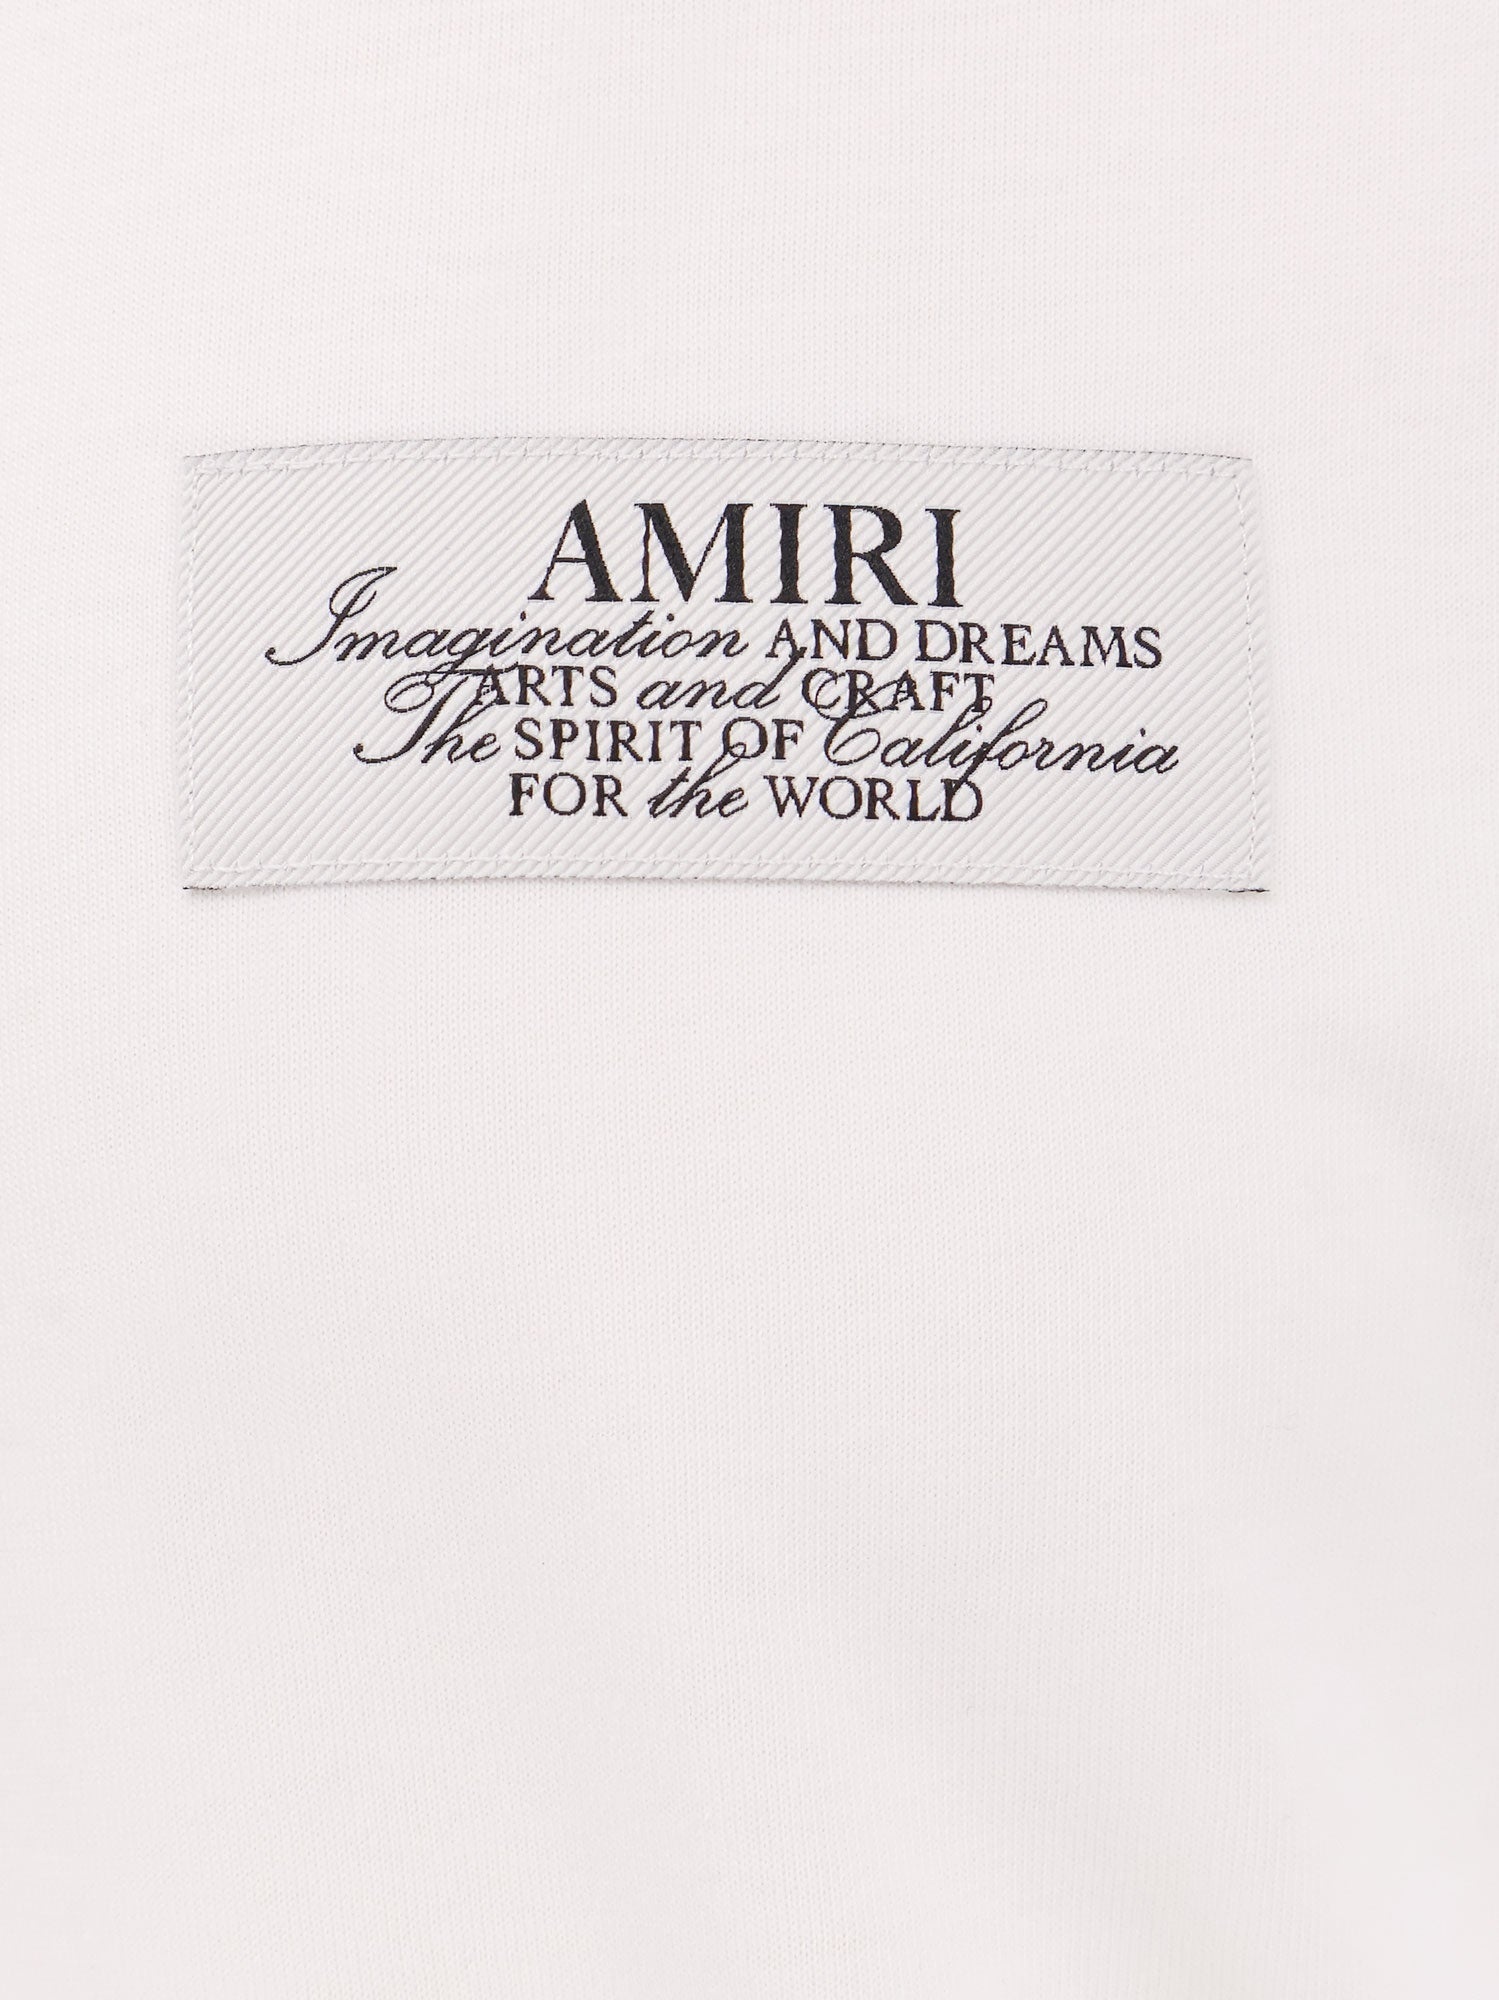 AMIRI
Imagination AND DREAMS
ARTS and CRAFT
The SPIRIT OF California
FOR the WORLD